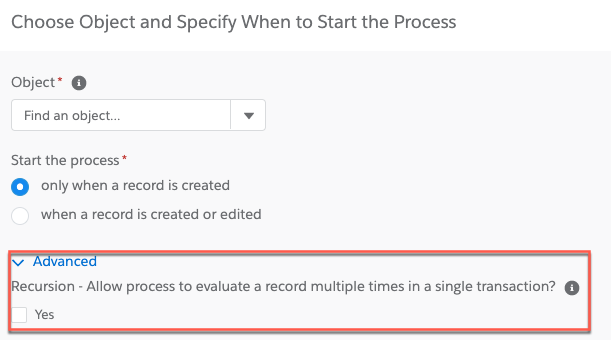 Choose Object and Specify When to Start the Process
Object*
Find an object...
Start the process*
only when a record is created
when a record is created or edited
Advanced
Recursion - Allow process to evaluate a record multiple times in a single transaction?
Yes